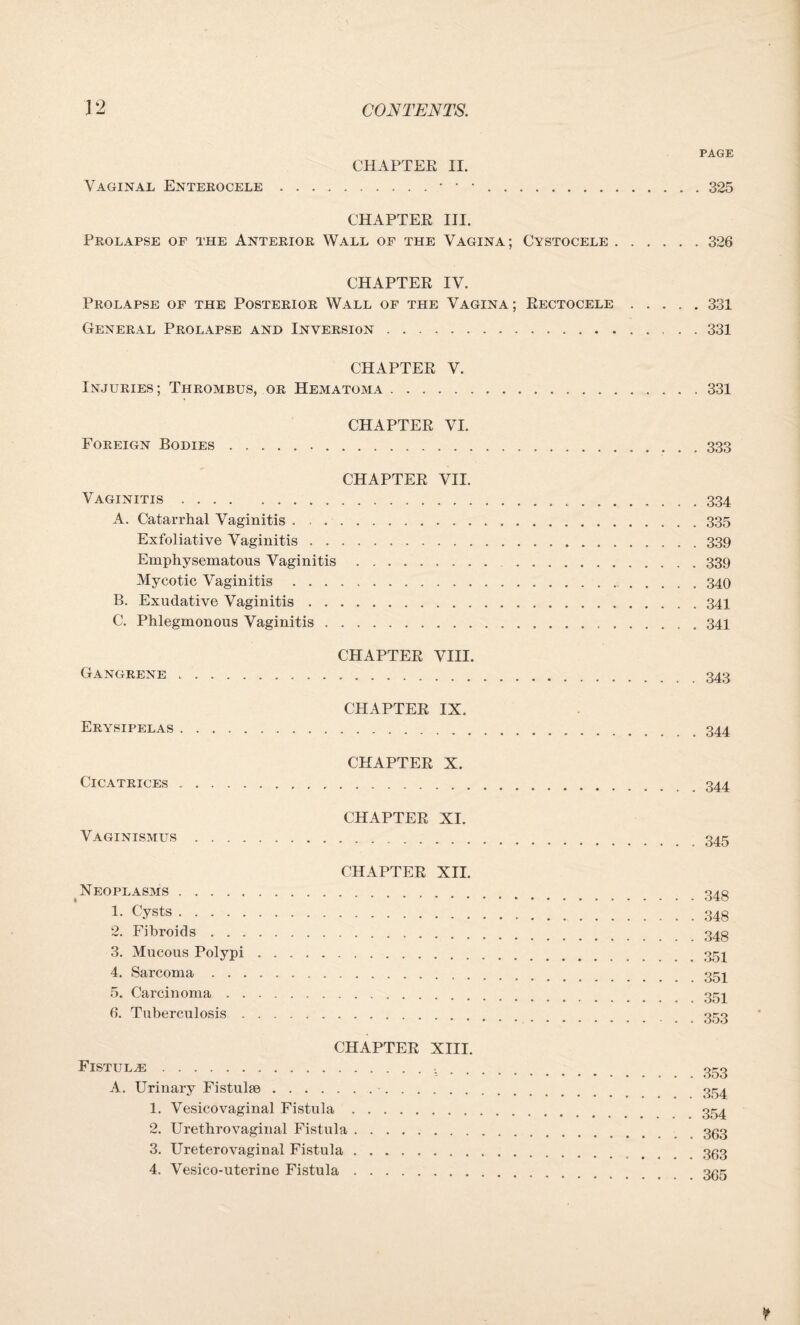 12 CONTENTS.
PAGE
CHAPTER II.
Vaginal Enterocele . . . . . . . . . . . . . . . . . . . . . . . . . . 325
CHAPTER III.
Prolapse of the Anterior Wall of the Vagina; Cystocele . . . . . . 326
CHAPTER IV.
Prolapse of the Posterior Wall of the Vagina; Rectocele . . . . . 331
General Prolapse and Inversion . . . . . . . . . . . . . . . . . . . . 331
CHAPTER V.
Injuries; Thrombus, or Hematoma . . . . . . . . . . . . . . . . . . . . 331
CHAPTER VI.
Foreign Bodies . . . . . . . . . . . . . . . . . . . . . . . . . . . . . 333
CHAPTER VII.
Vaginitis . . . . . . . . . . . . . . . . . . . . . . . . . . . . . . . 334
A. Catarrhal Vaginitis . . . . . . . . . . . . . . . . . . . . . . . . . 335
Exfoliative Vaginitis . . . . . . . . . . . . . . . . . . . . . . . . . 339
Emphysematous Vaginitis . . . . . . . . . . . . . . . . . . . . . . 339
Mycotic Vaginitis . . . . . . . . . . . . . . . . . . . . . . . . . . 340
B. Exudative Vaginitis . . . . . . . . . . . . . . . . . . . . . . . . . 341
C. Phlegmonous Vaginitis . . . . . . . . . . . . . . . . . . . . . . . . 341
CHAPTER VIII.
Gangrene . . . . . . . . . . . . . . . . . . . . . . . . . . . . . . . . 343
CHAPTER IX.
Erysipelas . . . . . . . . . . . . . . . . . . . . . . . . . . . . . . . 344
CHAPTER X.
Cicatrices . . . . . . . . . . . . . . . . . . . . . . . . . . . . . . . 344
CHAPTER XI.
Vaginismus . . . . . . . . . . . . . . . . . . . . . . . . . . . . . . . 345
CHAPTER XII.
Neoplasms . . . . . . . . . . . . . . . . . . . . . . . . . . . . . . . 348
1. Cysts . . . . . . . . . . . . . . . . . . . . . . . . . . . . . . . . 348
2. Fibroids . . . . . . . . . . . . . . . . . . . . . . . . . . . . . . 348
3. Mucous Polypi . . . . . . . . . . . . . . . . . . . . . . . . . . . . 351
4. Sarcoma . . . . . . . . . . . . . . . . . . . . . . . . . . . . . . . 351
5. Carcinoma . . . . . . . . . . . . . . . . . . . . . . . . . . . . . . 351
6. Tuberculosis . . . . . . . . . . . . . . . . . . . . . . . . . . . . 353
CHAPTER XIII.
Fistulæ . . . . . . . . . . . . . . . . . . . . . . . . . . . . . . . . 353
A. Urinary Fistulæ . . . . . . . . . . . . . . . . . . . . . . . . . . . 354
1. Vesicovaginal Fistula . . . . . . . . . . . . . . . . . . . . . . 354
2. Urethrovaginal Fistula . . . . . . . . . . . . . . . . . . . . . . 363
3. Ureterovaginal Fistula . . . . . . . . . . . . . . . . . . . . . . 363
4. Vesico-uterine Fistula . . . . . . . . . . . . . . . . . . . . . . 365